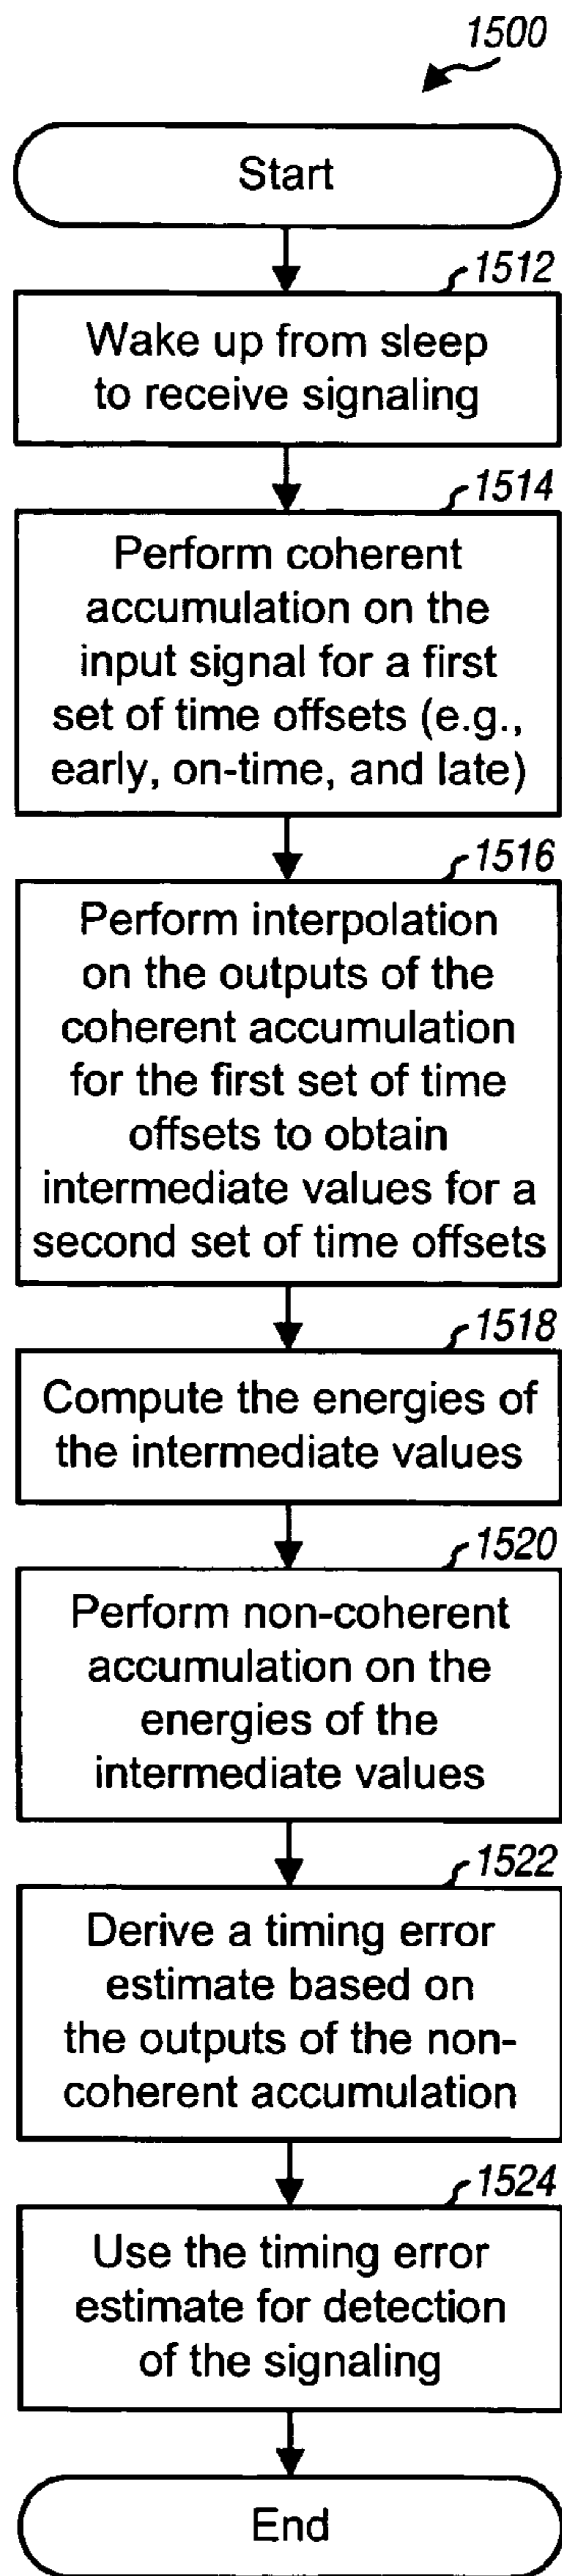 1500
Start
1512
Wake up from sleep
to receive signaling
1514
Perform coherent
accumulation on the
input signal for a first
set of time offsets (e.g.,
early, on-time, and late)
1516
Perform interpolation
on the outputs of the
coherent accumulation
for the first set of time
offsets to obtain
intermediate values for a
second set of time offsets
1518
Compute the energies of
the intermediate values
1520
Perform non-coherent
accumulation on the
energies of the
intermediate values
1522
Derive a timing error
estimate based on
the outputs of the non-
coherent accumulation
1524
Use the timing error
estimate for detection
of the signaling
End